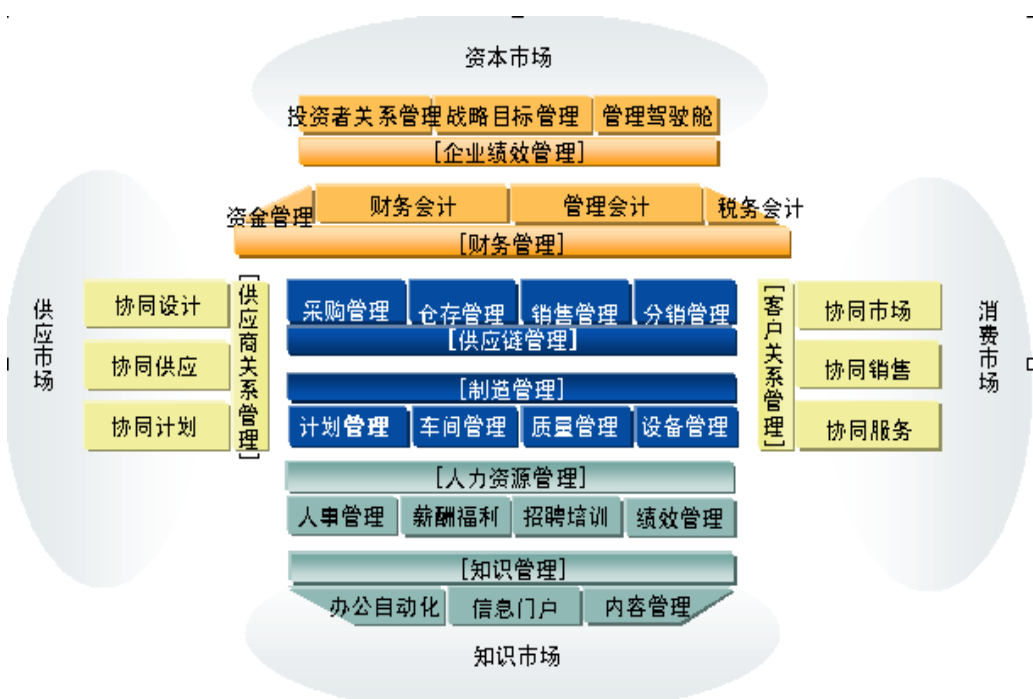 资本市场
投资者关系管理 战略目标管理 管理驾驶舱
[企业绩效管理]
资金管理 财务会计 管理会计 税务会计
[财务管理]
供应市场
协同设计
协同供应
协同计划
[供应商关系管理]
采购管理 仓存管理 销售管理 分销管理
[供应链管理]
[制造管理]
计划管理 车间管理 质量管理 设备管理
[客户关系管理]
协同市场
协同销售
协同服务
消费市场
[人力资源管理]
人事管理 薪酬福利 招聘培训 绩效管理
[知识管理]
办公自动化 信息门户 内容管理
知识市场